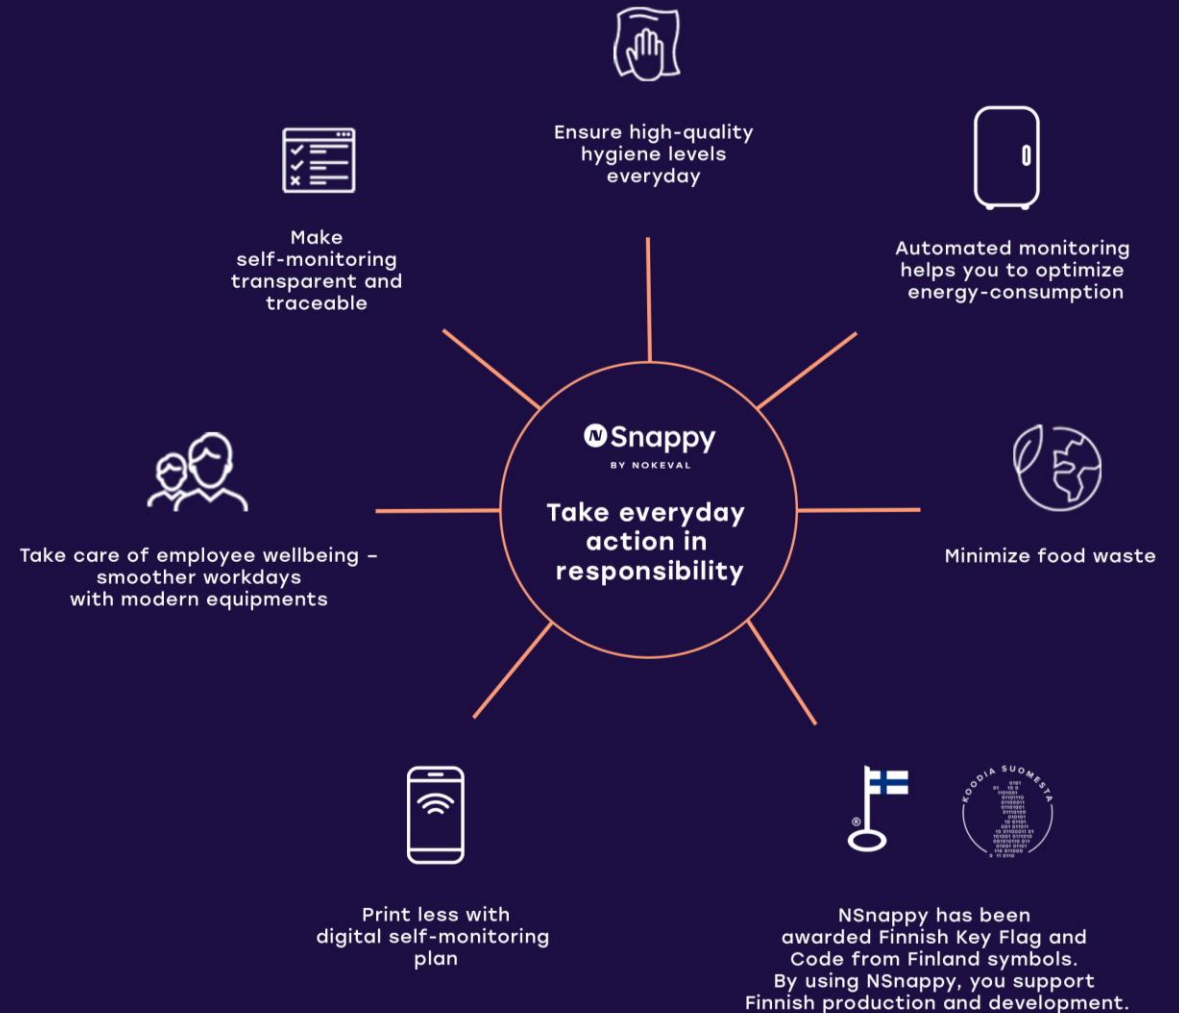 Ensure high-quality
hygiene levels
everyday
Make
self-monitoring
transparent and
traceable
Automated monitoring
helps you to optimize
energy-consumption
NSnappy
BY NOKEVAL
Take everyday
action in
responsibility
Take care of employee wellbeing –
smoother workdays
with modern equipments
Minimize food waste
Print less with
digital self-monitoring
plan
®
KOODIA SUOMESTA
NSnappy has been
awarded Finnish Key Flag and
Code from Finland symbols.
By using NSnappy, you support
Finnish production and development.